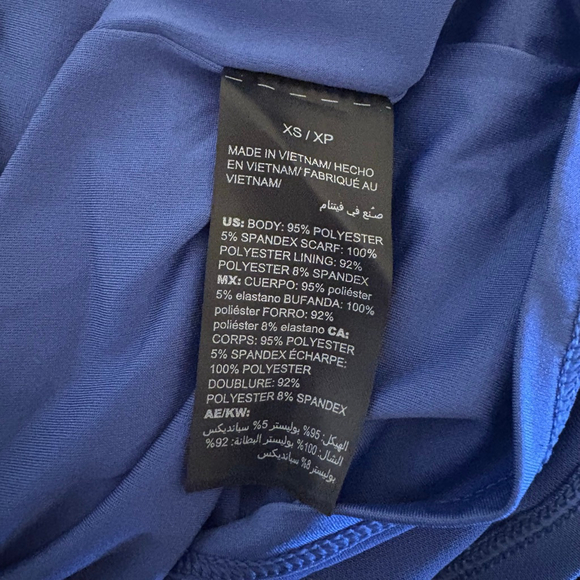 XS / XP
MADE IN VIETNAM/ HECHO
EN VIETNAM/ FABRIQUÉ AU
VIETNAM/
صنع في فيتنام
US: BODY: 95% POLYESTER
5% SPANDEX SCARF: 100%
POLYESTER LINING: 92%
POLYESTER 8% SPANDEX
MX: CUERPO: 95% poliéster
5% elastano BUFANDA: 100%
poliéster FORRO: 92%
poliéster 8% elastano CA:
CORPS: 95% POLYESTER
5% SPANDEX ÉCHARPE:
100% POLYESTER
DOUBLURE: 92%
POLYESTER 8% SPANDEX
AE/KW:
الهيكل: 95% بوليستر 5% سبانديكس
الشال: 100% بوليستر البطانة: 92%
بوليستر 8% سبانديكس